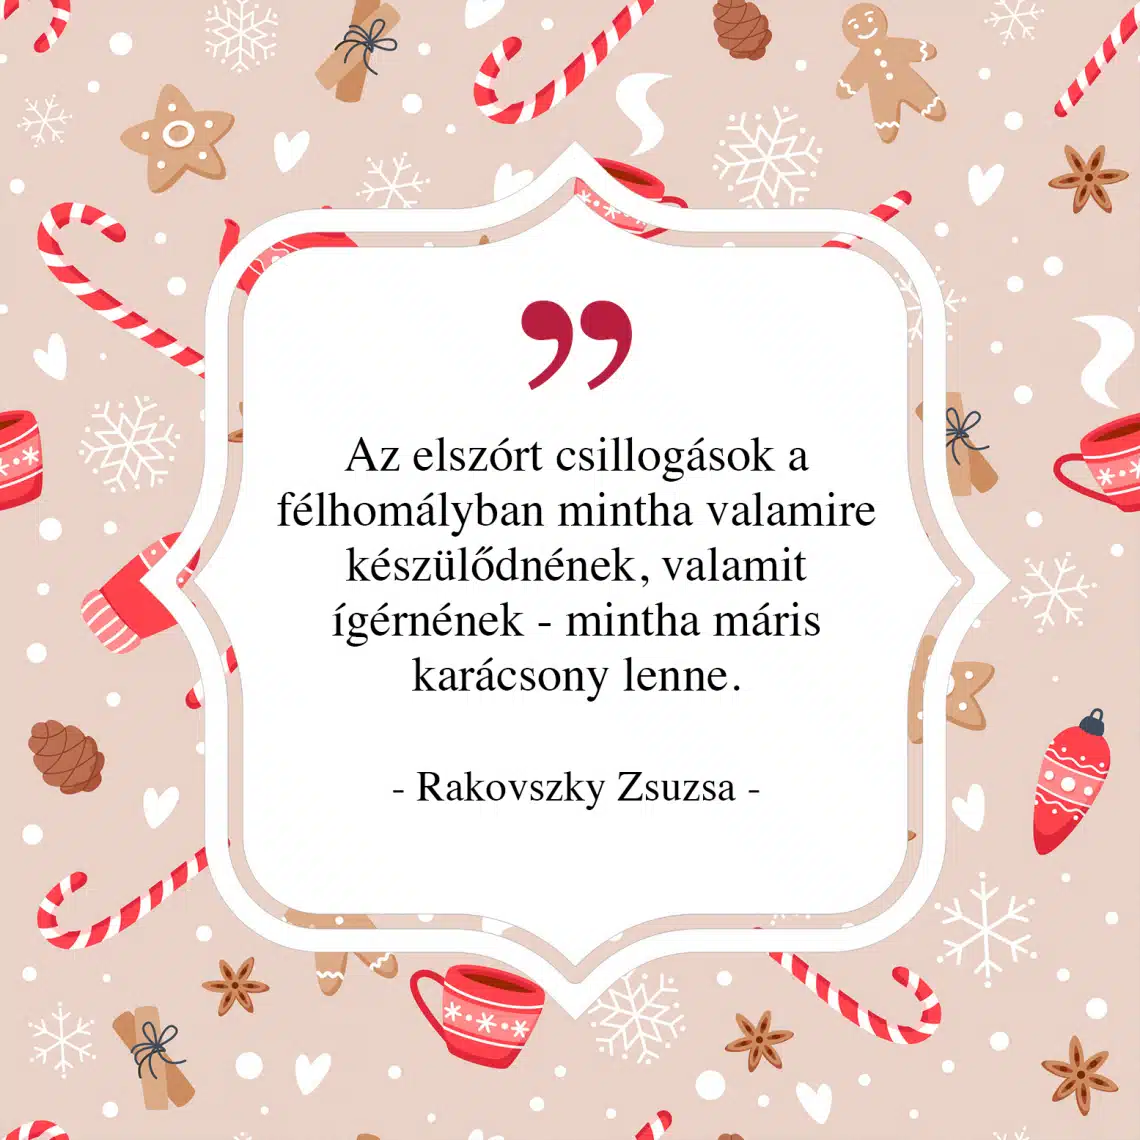 ”
Az elszórt csillogások a
félhomályban mintha valamire
készülődnének, valamit
ígérnének - mintha máris
karácsony lenne.
- Rakovszky Zsuzsa -